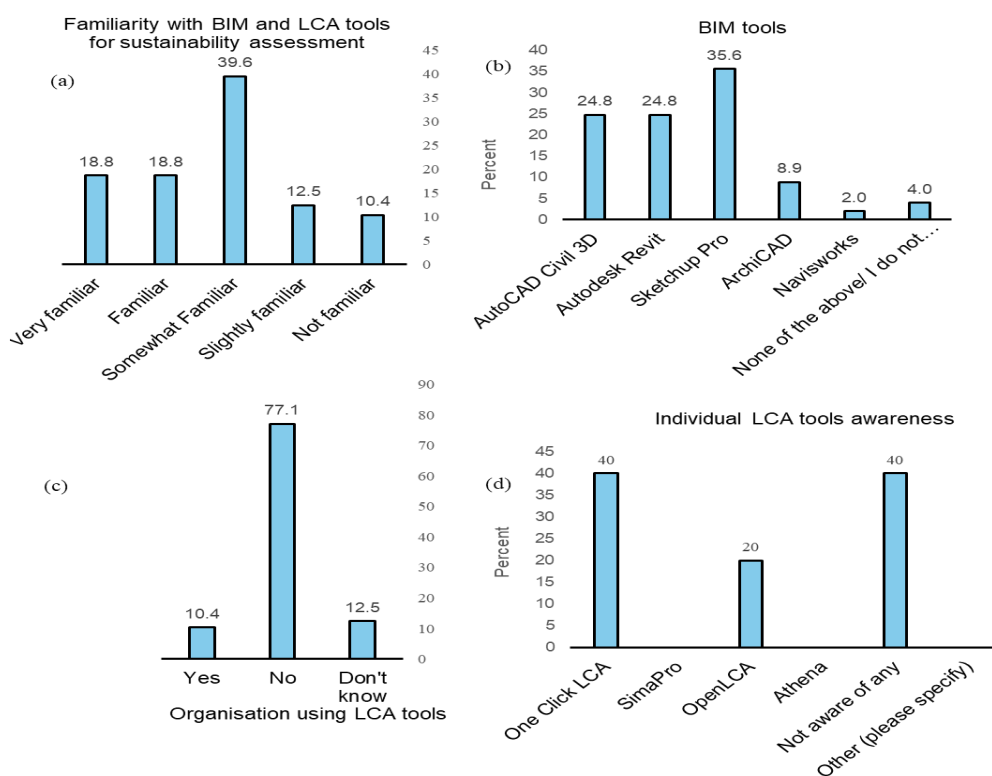 Familiarity with BIM and LCA tools
for sustainability assessment
(a)
45
40
35
30
25
20
15
10
5
0
18.8
18.8
39.6
12.5
10.4
Very familiar
Familiar
Somewhat Familiar
Slightly familiar
Not familiar
BIM tools
(b)
Percent
40
35
30
25
20
15
10
5
0
24.8
24.8
35.6
8.9
2.0
4.0
AutoCAD Civil 3D
Autodesk Revit
Sketchup Pro
ArchiCAD
Navisworks
None of the above/ I do not...
(c)
90
80
70
60
50
40
30
20
10
0
10.4
77.1
12.5
Yes
No
Don't
know
Organisation using LCA tools
Individual LCA tools awareness
(d)
Percent
45
40
35
30
25
20
15
10
5
0
40
20
40
One Click LCA
SimaPro
OpenLCA
Athena
Not aware of any
Other (please specify)